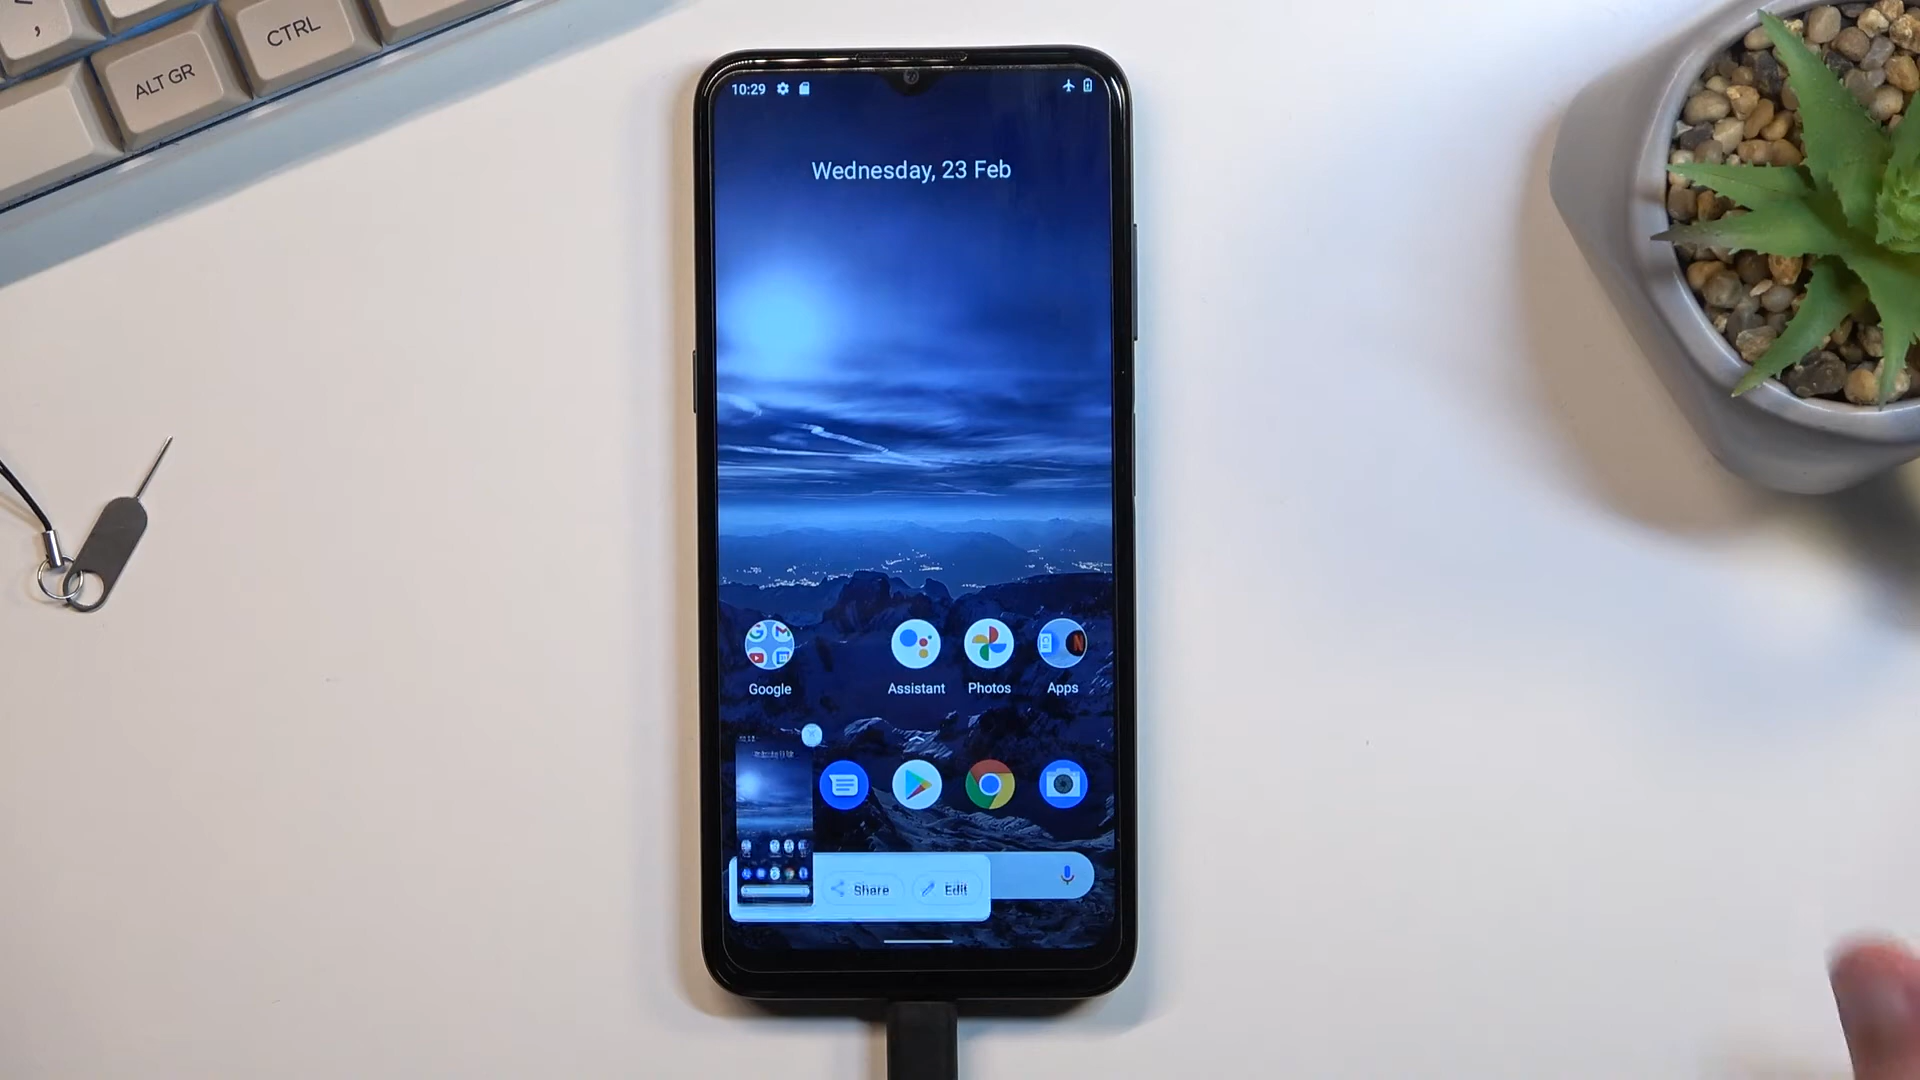 ,
ALT GR
CTRL
10:29
Wednesday, 23 Feb
Google
Assistant
Photos
Apps
Share
Edit